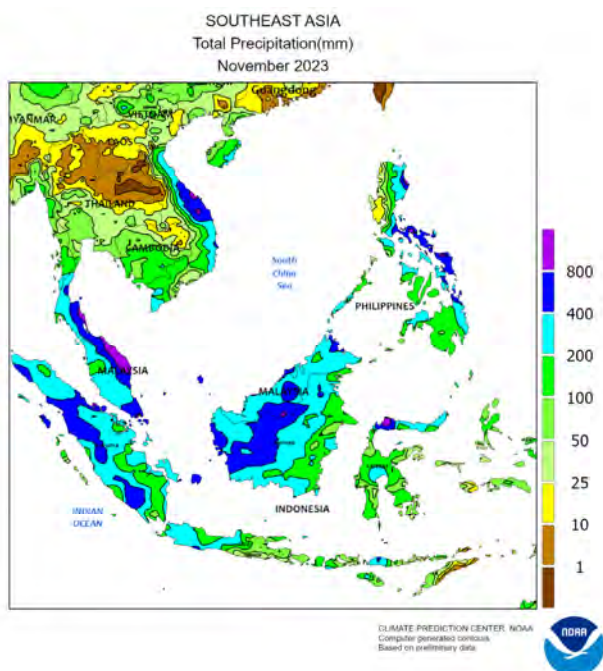 SOUTHEAST ASIA
Total Precipitation(mm)
November 2023
Guangdong
MYANMAR
VIETNAM
LAOS
THAILAND
CAMBODIA
South
China
Sea
PHILIPPINES
MALAYSIA
MALAYSIA
INDIAN
OCEAN
INDONESIA
800
400
200
100
50
25
10
1
CLIMATE PREDICTION CENTER, NOAA
Computer generated contours
Based on preliminary data
NOAA